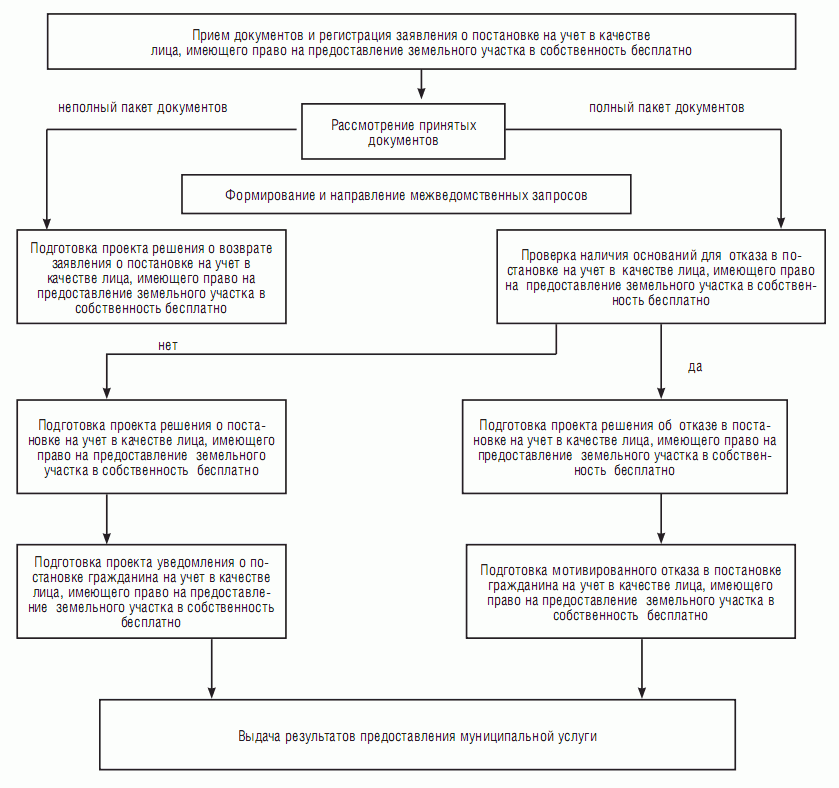 Прием документов и регистрация заявления о постановке на учет в качестве
лица, имеющего право на предоставление земельного участка в собственность бесплатно
неполный пакет документов
полный пакет документов
Рассмотрение принятых
документов
Формирование и направление межведомственных запросов
Подготовка проекта решения о возврате
заявления о постановке на учет в
качестве лица, имеющего право на
предоставление земельного участка в
собственность бесплатно
Проверка наличия оснований для отказа в по-
становке на учет в качестве лица, имеющего право
на предоставление земельного участка в собствен-
ность бесплатно
нет
да
Подготовка проекта решения о поста-
новке на учет в качестве лица, имеющего
право на предоставление земельного
участка в собственность бесплатно
Подготовка проекта решения об отказе в поста-
новке на учет в качестве лица, имеющего право на
предоставление земельного участка в собствен-
ность бесплатно
Подготовка проекта уведомления о по-
становке гражданина на учет в качестве
лица, имеющего право на предоставле-
ние земельного участка в собственность
бесплатно
Подготовка мотивированного отказа в постановке
гражданина на учет в качестве лица, имеющего
право на предоставление земельного участка в
собственность бесплатно
Выдача результатов предоставления муниципальной услуги